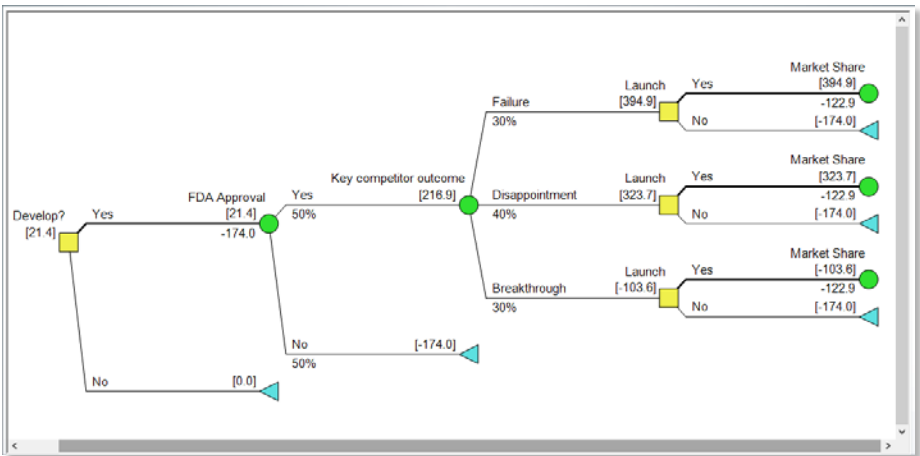 Market Share
Launch Yes [394.9]
Failure [394.9] -122.9
30% No [-174.0]
Market Share
Key competitor outcome Launch Yes [323.7]
FDA Approval Yes [216.9] Disappointment [323.7] -122.9
Develop? Yes [21.4] 50% 40% No [-174.0]
[21.4] -174.0
Market Share
Launch Yes [-103.6]
Breakthrough [-103.6] -122.9
30% No [-174.0]
No [-174.0]
50%
No [0.0]